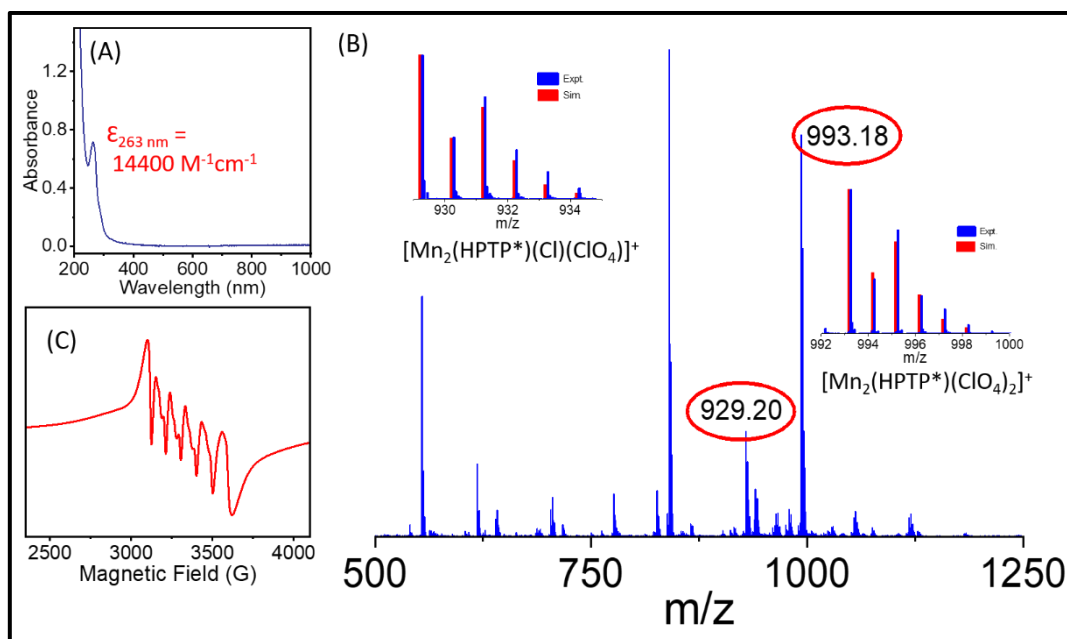 (A)
1.2
0.8
0.4
0.0
Absorbance
Ɛ263 nm =
14400 M-1cm-1
200 400 600 800 1000
Wavelength (nm)
(B)
Expt.
Sim.
930 932 934
m/z
[Mn2(HPTP*)(Cl)(ClO4)]+
993.18
Expt.
Sim.
992 994 996 998 1000
m/z
[Mn2(HPTP*)(ClO4)2]+
929.20
500 750 1000 1250
m/z
(C)
2500 3000 3500 4000
Magnetic Field (G)